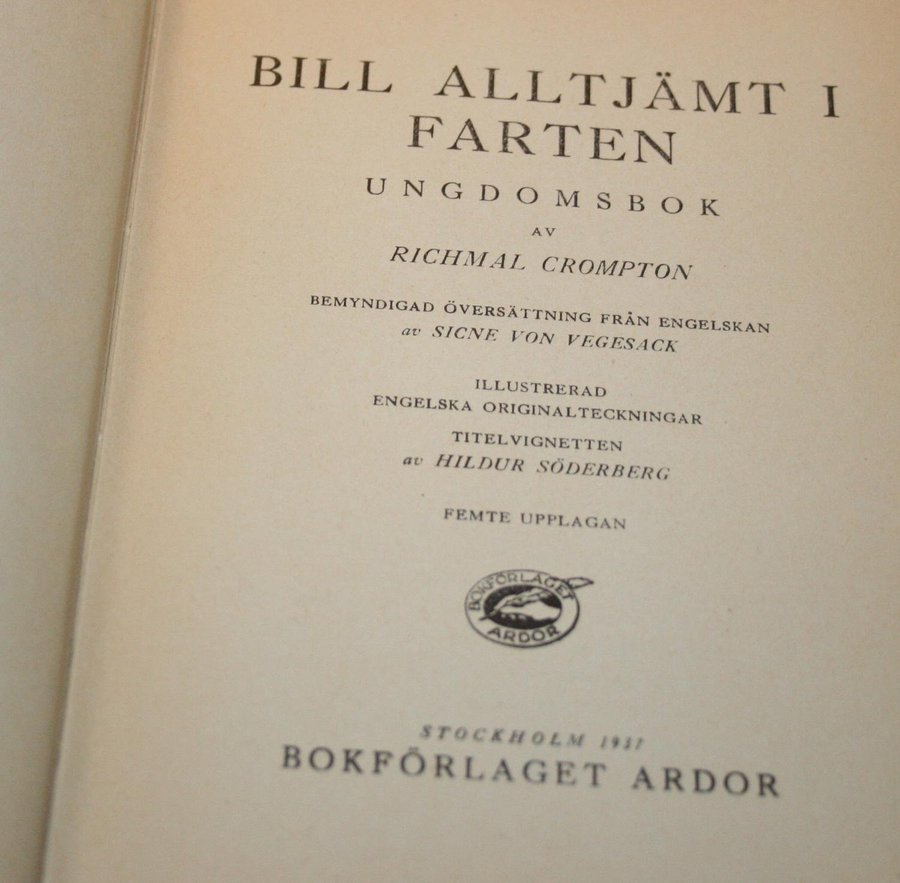 BILL ALLTJÄMT I
FARTEN
UNGDOMSBOK
AV
RICHMAL CROMPTON
BEMYNDIGAD ÖVERSÄTTNING FRÅN ENGELSKAN
av SICNE VON VEGESACK
ILLUSTRERAD
ENGELSKA ORIGINALTECKNINGAR
TITELVIGNETTEN
av HILDUR SÖDERBERG
FEMTE UPPLAGAN
BOKFÖRLAGET
ARDOR
STOCKHOLM
BOKFÖRLAGET ARDOR